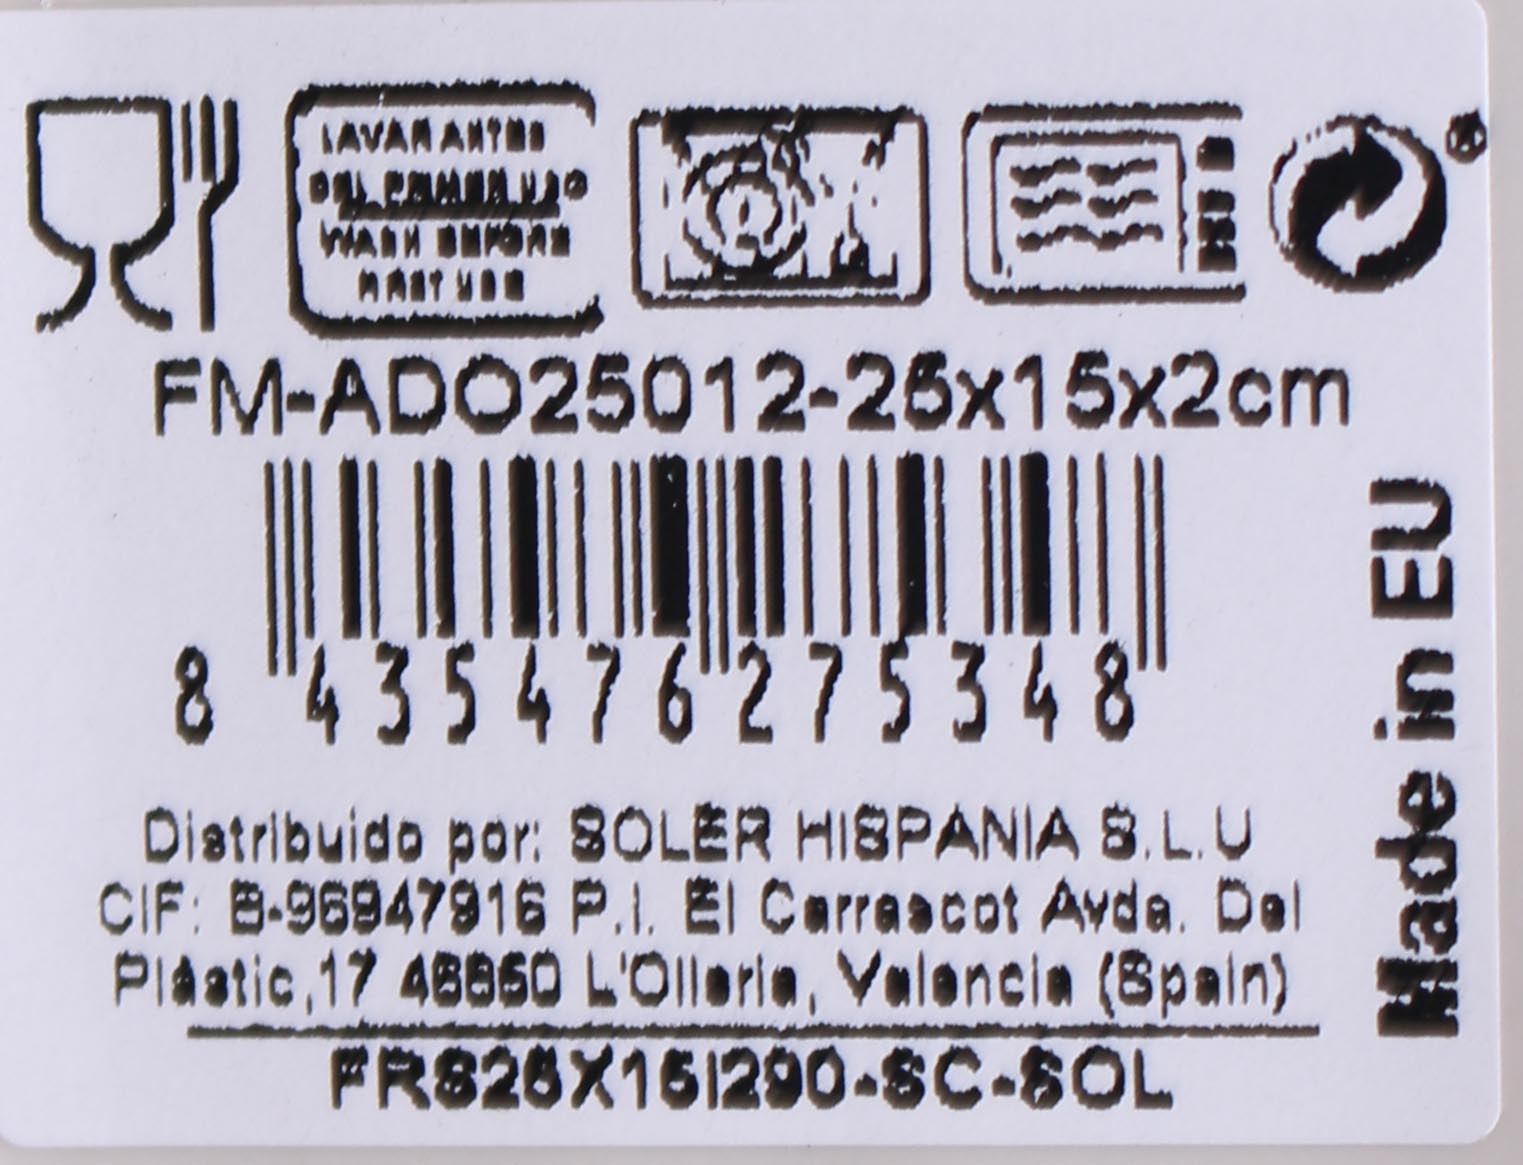 LAVAR ANTES
DEL PRIMER USO
WASH BEFORE
FIRST USE
®
FM-ADO25012-25x15x2cm
8 435476 275348
Distribuido por: SOLER HISPANIA S.L.U
CIF: B-96947916 P.I. El Carrascot Avda. Del
Plàstic,17 46850 L'Olleria, Valencia (Spain)
FRS25X15I290-SC-SOL
Made in EU